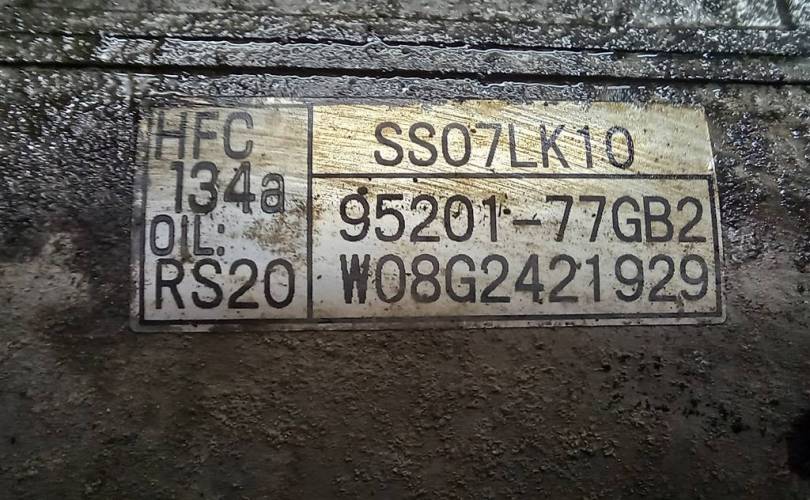 HFC
134a
OIL:
RS20
SS07LK10
95201-77GB2
W08G2421929